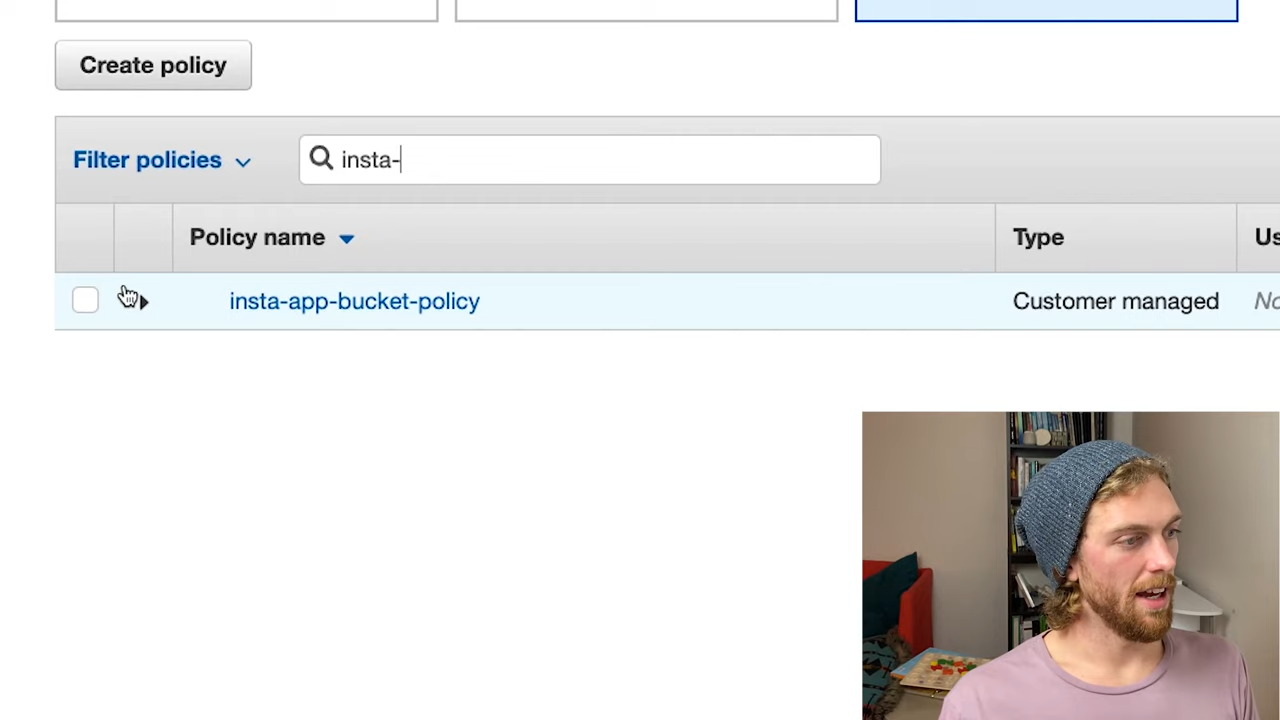 Create policy
Filter policies
insta-
Policy name
Type
Us
insta-app-bucket-policy
Customer managed
No